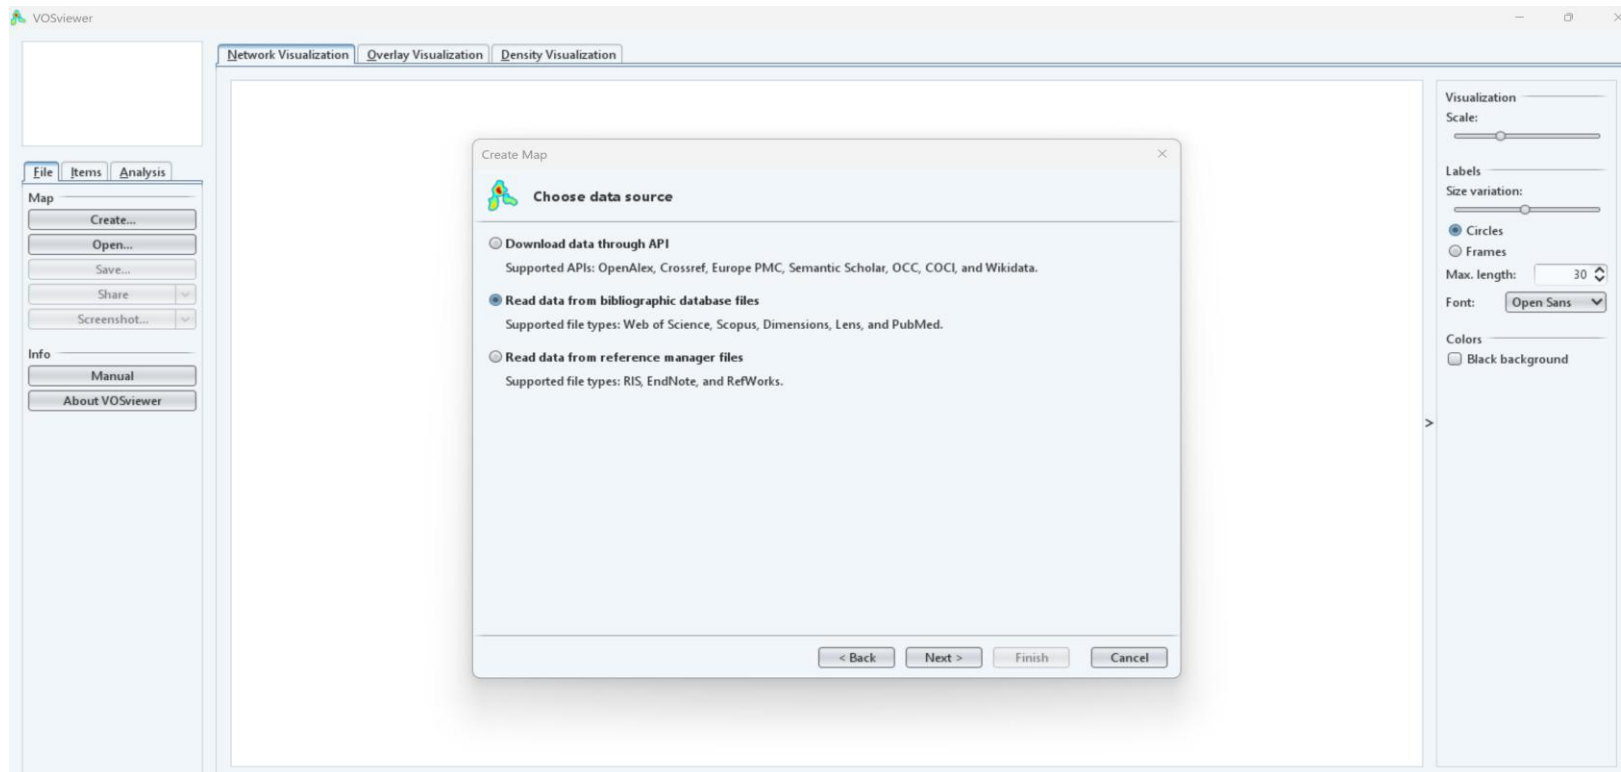 VOSviewer
Network Visualization Overlay Visualization Density Visualization
File Items Analysis
Map
Create...
Open...
Save...
Share
Screenshot...
Info
Manual
About VOSviewer
Create Map
Choose data source
Download data through API
Supported APIs: OpenAlex, Crossref, Europe PMC, Semantic Scholar, OCC, COCI, and Wikidata.
Read data from bibliographic database files
Supported file types: Web of Science, Scopus, Dimensions, Lens, and PubMed.
Read data from reference manager files
Supported file types: RIS, EndNote, and RefWorks.
< Back Next > Finish Cancel
>
Visualization
Scale:
Labels
Size variation:
Circles
Frames
Max. length: 30
Font: Open Sans
Colors
Black background